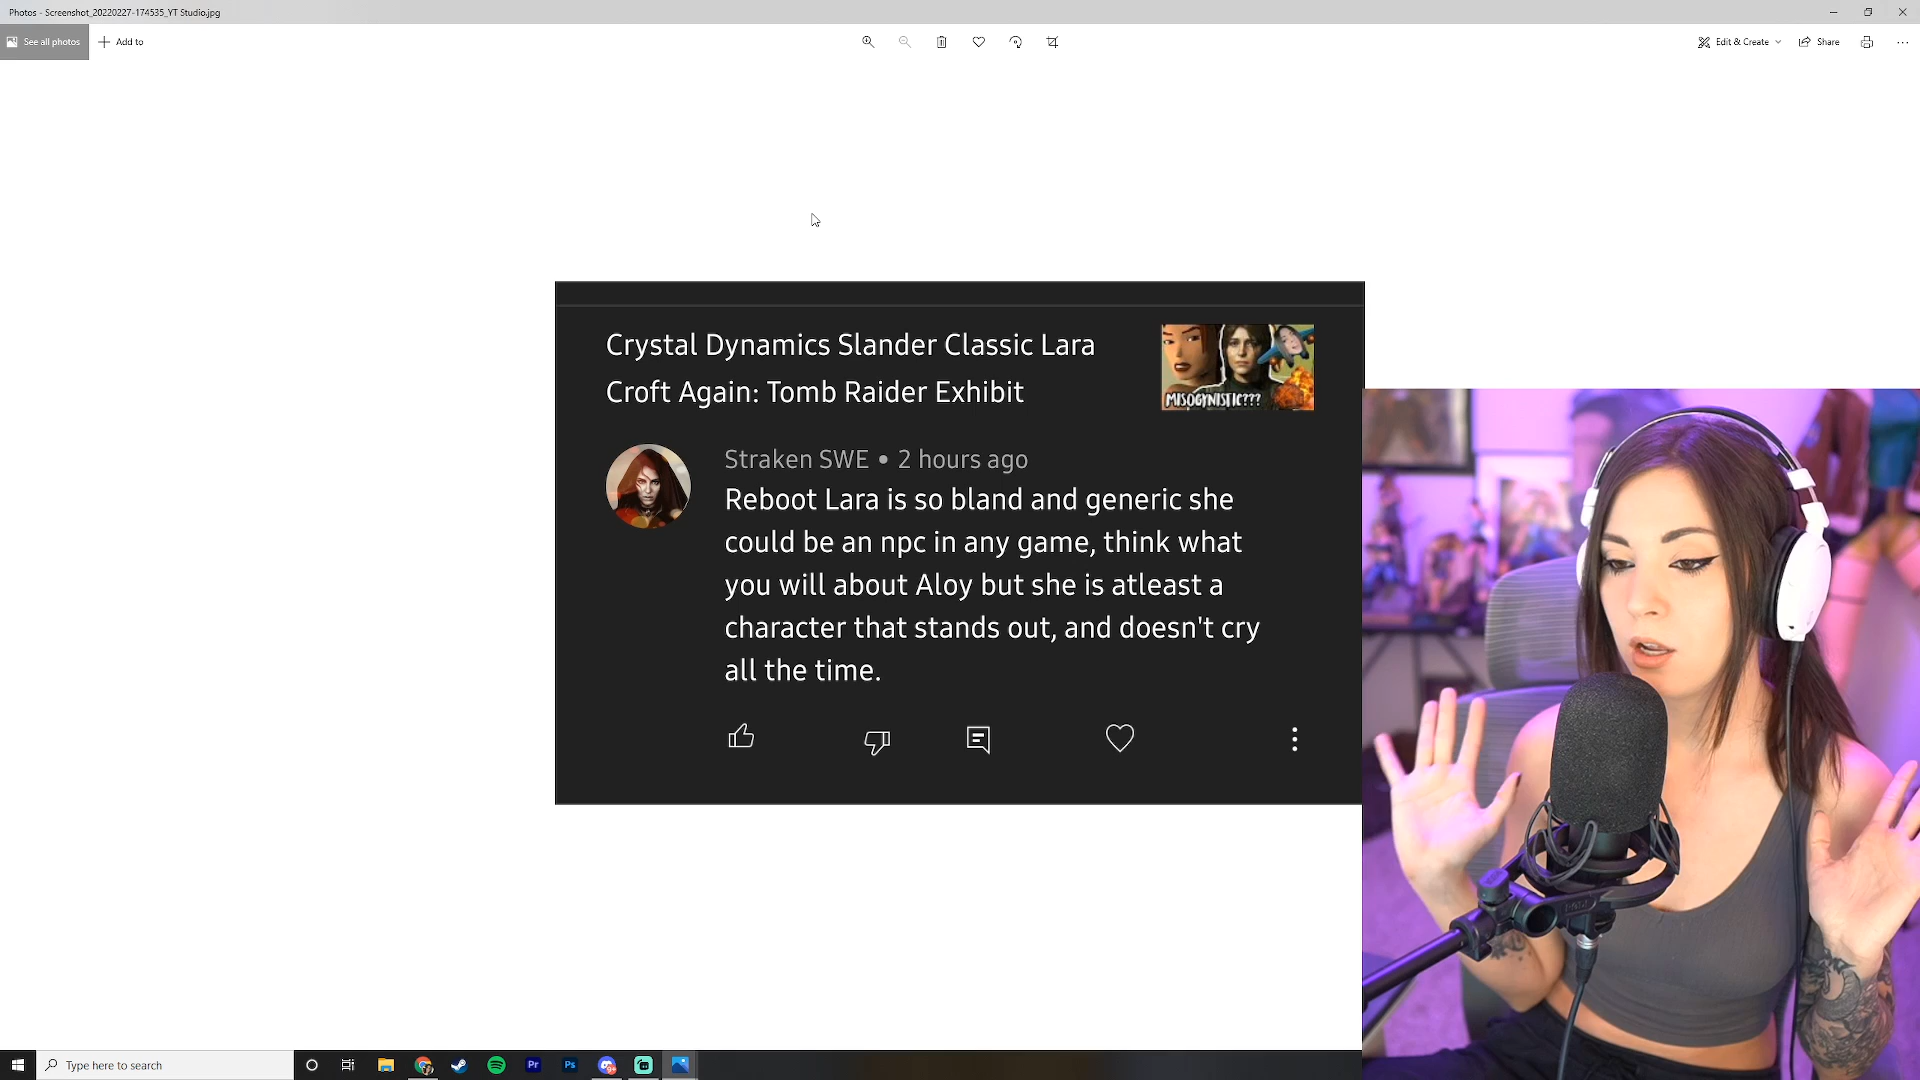 Photos - Screenshot_20220227-174535_YT Studio.jpg
See all photos
Add to
Edit & Create
Share
Crystal Dynamics Slander Classic Lara
Croft Again: Tomb Raider Exhibit
MISOGYNISTIC???
Straken SWE • 2 hours ago
Reboot Lara is so bland and generic she
could be an npc in any game, think what
you will about Aloy but she is atleast a
character that stands out, and doesn't cry
all the time.
Type here to search
Pr
Ps